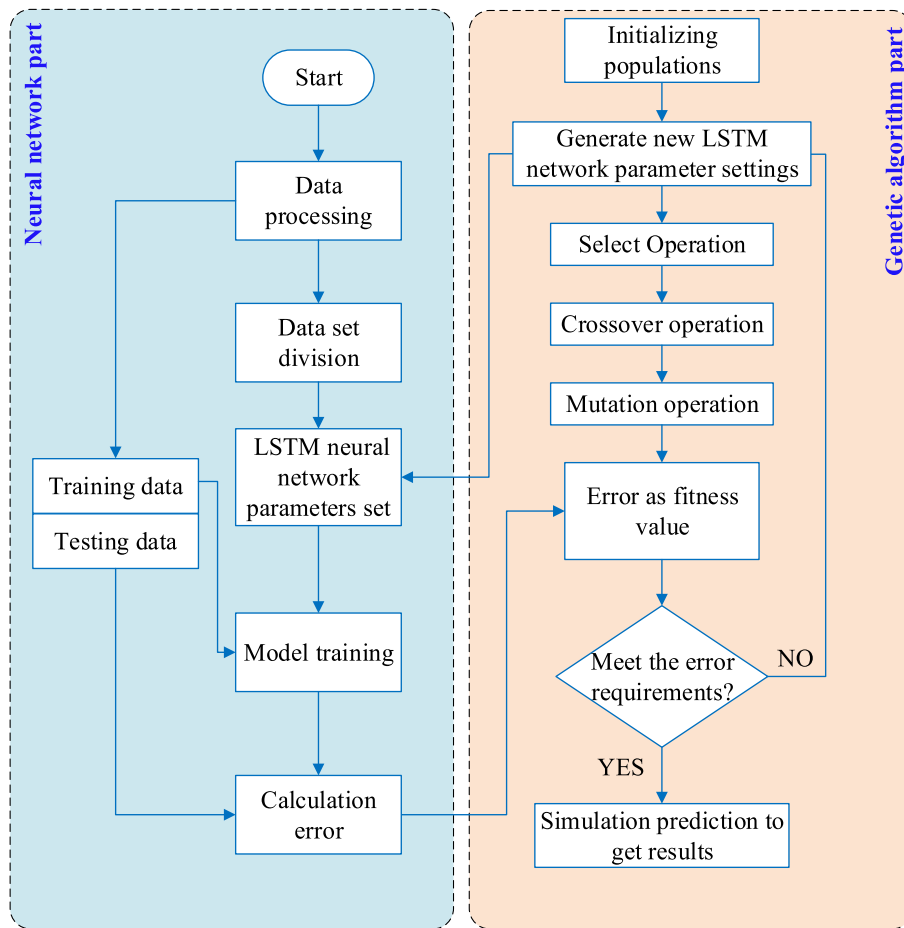 Neural network part
Start
Data
processing
Data set
division
LSTM neural
network
parameters set
Training data
Testing data
Model training
Calculation
error
Genetic algorithm part
Initializing
populations
Generate new LSTM
network parameter settings
Select Operation
Crossover operation
Mutation operation
Error as fitness
value
Meet the error
requirements?
NO
YES
Simulation prediction to
get results